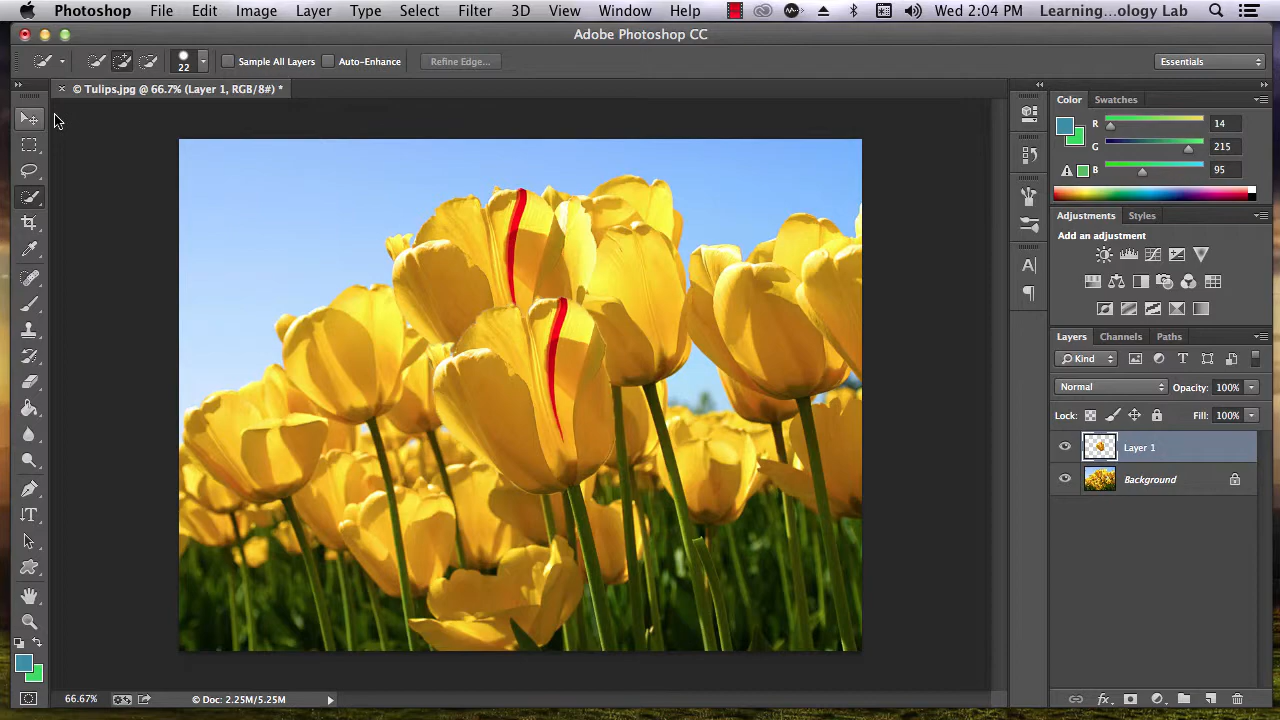 Photoshop File Edit Image Layer Type Select Filter 3D View Window Help Wed 2:04 PM Learning...ology Lab
Adobe Photoshop CC
22 Sample All Layers Auto-Enhance Refine Edge... Essentials
× © Tulips.jpg @ 66.7% (Layer 1, RGB/8#) *
Color Swatches
R 14
G 215
B 95
Adjustments Styles
Add an adjustment
Layers Channels Paths
Kind
Normal Opacity: 100%
Lock: Fill: 100%
Layer 1
Background
66.67% © Doc: 2.25M/5.25M